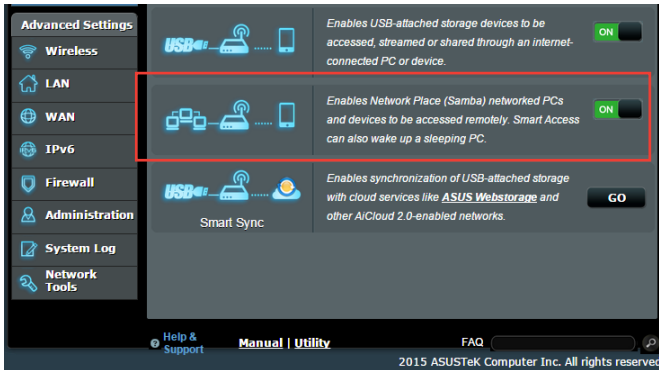 Advanced Settings
Wireless
LAN
WAN
IPv6
Firewall
Administration
System Log
Network
Tools
USB
Enables USB-attached storage devices to be
accessed, streamed or shared through an internet-
connected PC or device.
ON
Enables Network Place (Samba) networked PCs
and devices to be accessed remotely. Smart Access
can also wake up a sleeping PC.
ON
USB
Smart Sync
Enables synchronization of USB-attached storage
with cloud services like ASUS Webstorage and
other AiCloud 2.0-enabled networks.
GO
Help &
Support
Manual | Utility
FAQ
2015 ASUSTeK Computer Inc. All rights reserved